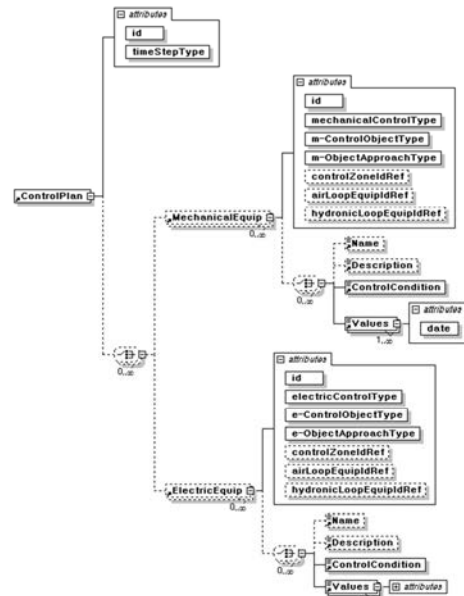 attributes
id
timeStepType
ControlPlan
0..∞
MechanicalEquip
0..∞
attributes
id
mechanicalControlType
m-ControlObjectType
m-ObjectApproachType
controlZoneIdRef
airLoopEquipIdRef
hydronicLoopEquipIdRef
0..∞
Name
Description
ControlCondition
Values
1..∞
attributes
date
ElectricEquip
0..∞
attributes
id
electricControlType
e-ControlObjectType
e-ObjectApproachType
controlZoneIdRef
airLoopEquipIdRef
hydronicLoopEquipIdRef
0..∞
Name
Description
ControlCondition
Values
attributes